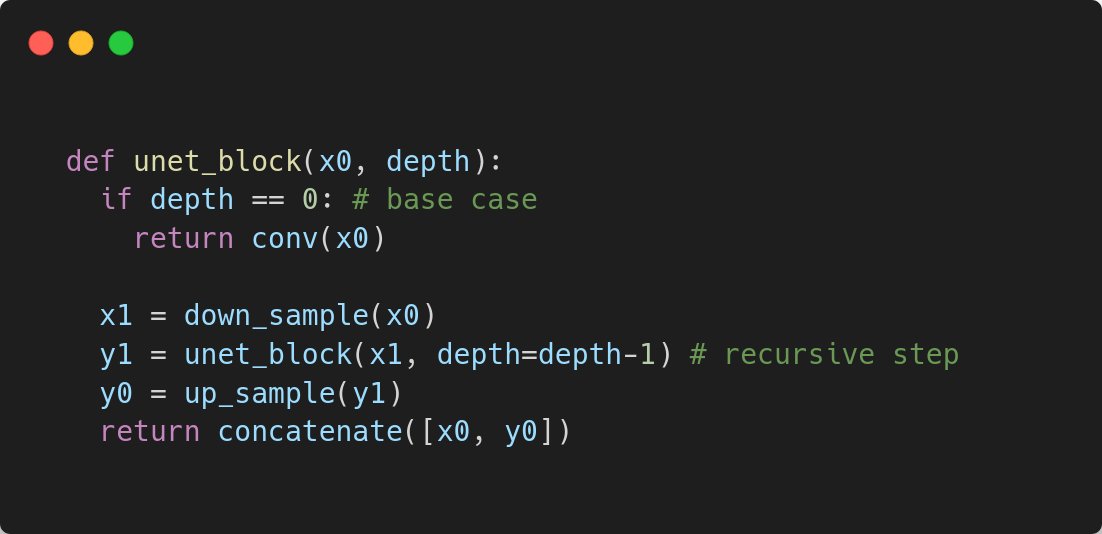 def unet_block(x0, depth):
  if depth == 0: # base case
    return conv(x0)

  x1 = down_sample(x0)
  y1 = unet_block(x1, depth=depth-1) # recursive step
  y0 = up_sample(y1)
  return concatenate([x0, y0])